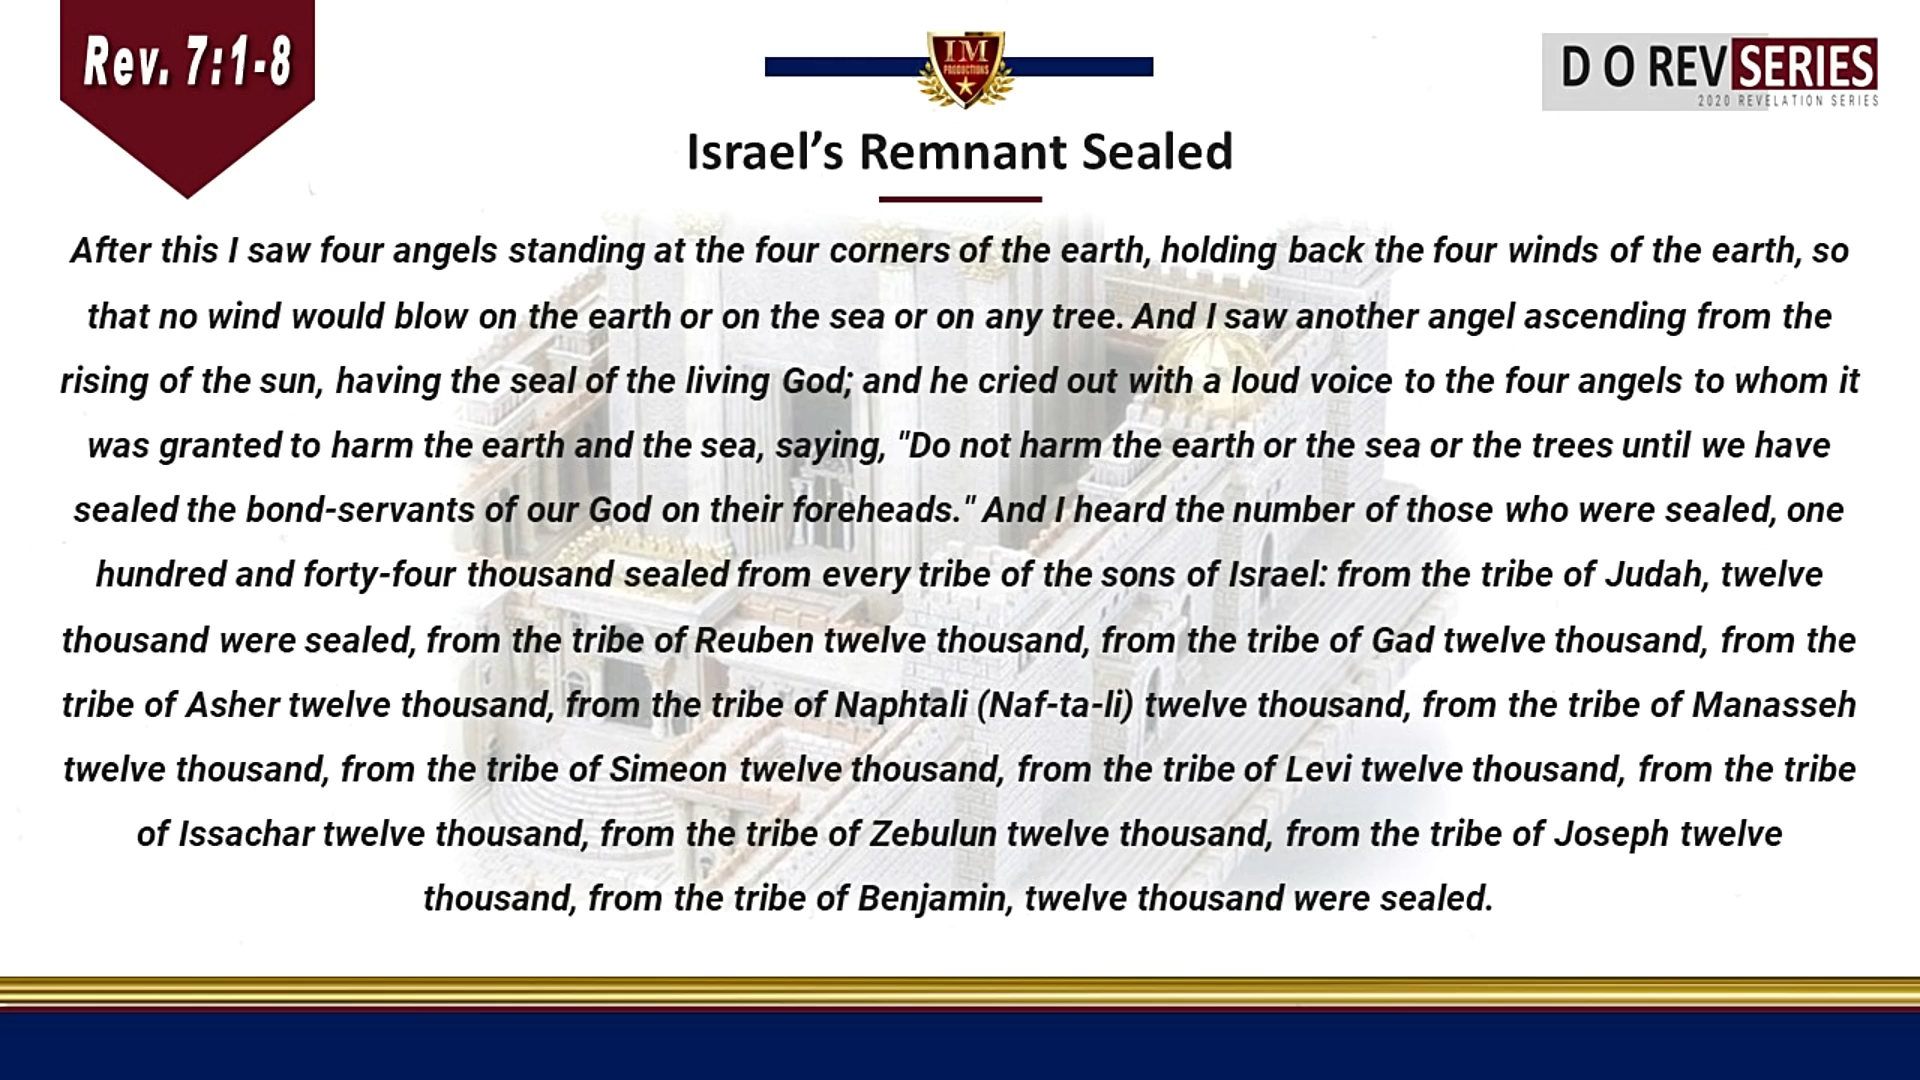 Rev. 7:1-8
IM
PRODUCTIONS
D O REV SERIES
2020 REVELATION SERIES
Israel’s Remnant Sealed
After this I saw four angels standing at the four corners of the earth, holding back the four winds of the earth, so
that no wind would blow on the earth or on the sea or on any tree. And I saw another angel ascending from the
rising of the sun, having the seal of the living God; and he cried out with a loud voice to the four angels to whom it
was granted to harm the earth and the sea, saying, "Do not harm the earth or the sea or the trees until we have
sealed the bond-servants of our God on their foreheads." And I heard the number of those who were sealed, one
hundred and forty-four thousand sealed from every tribe of the sons of Israel: from the tribe of Judah, twelve
thousand were sealed, from the tribe of Reuben twelve thousand, from the tribe of Gad twelve thousand, from the
tribe of Asher twelve thousand, from the tribe of Naphtali (Naf-ta-li) twelve thousand, from the tribe of Manasseh
twelve thousand, from the tribe of Simeon twelve thousand, from the tribe of Levi twelve thousand, from the tribe
of Issachar twelve thousand, from the tribe of Zebulun twelve thousand, from the tribe of Joseph twelve
thousand, from the tribe of Benjamin, twelve thousand were sealed.